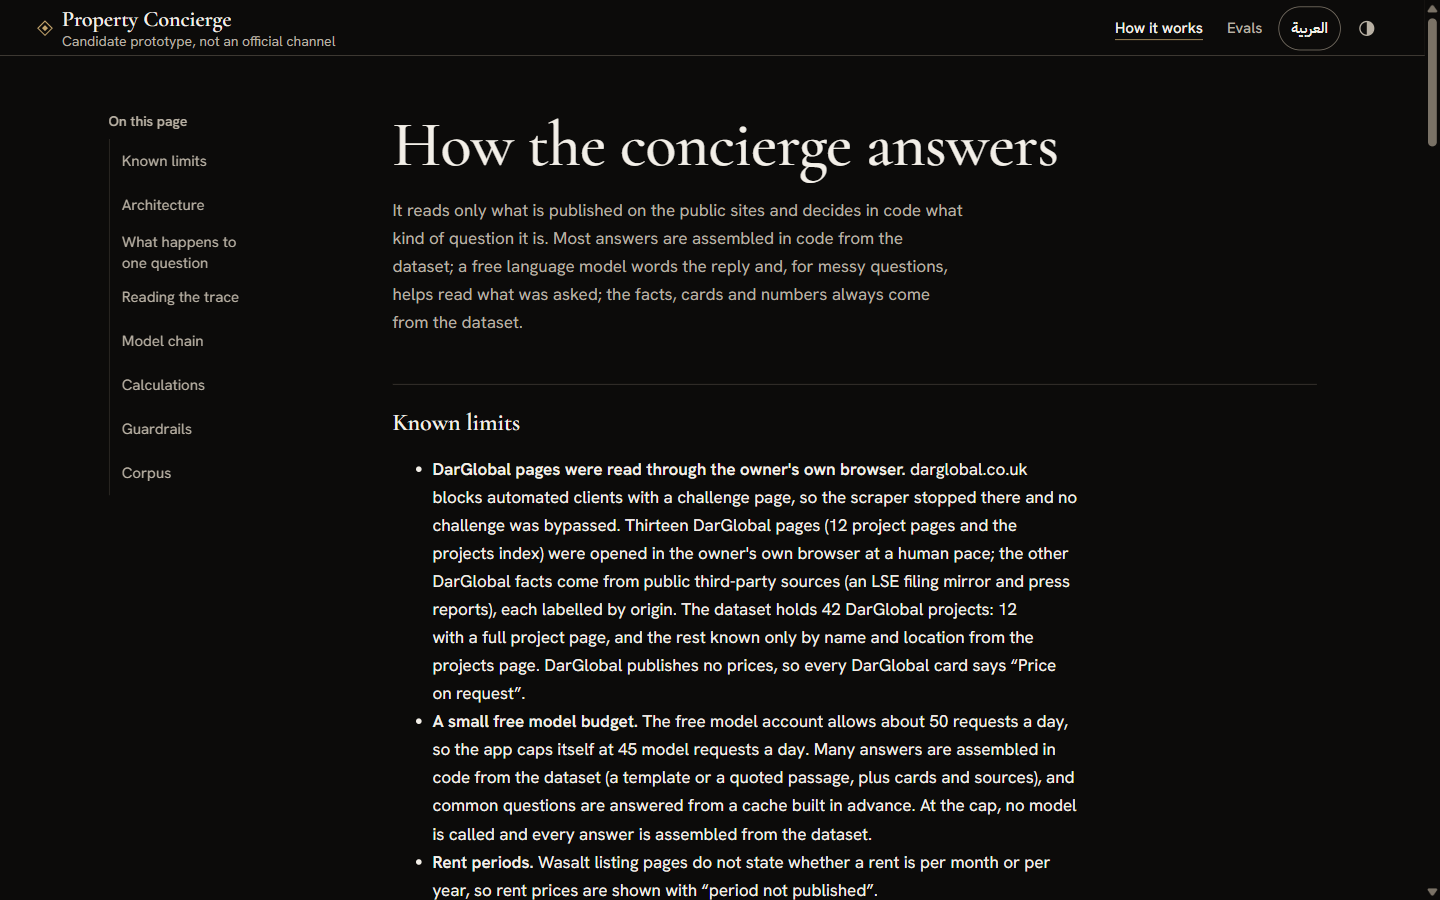 Property Concierge
Candidate prototype, not an official channel
How it works
Evals
العربية
On this page
Known limits
Architecture
What happens to
one question
Reading the trace
Model chain
Calculations
Guardrails
Corpus
How the concierge answers
It reads only what is published on the public sites and decides in code what
kind of question it is. Most answers are assembled in code from the
dataset; a free language model words the reply and, for messy questions,
helps read what was asked; the facts, cards and numbers always come
from the dataset.
Known limits
• DarGlobal pages were read through the owner's own browser. darglobal.co.uk
blocks automated clients with a challenge page, so the scraper stopped there and no
challenge was bypassed. Thirteen DarGlobal pages (12 project pages and the
projects index) were opened in the owner's own browser at a human pace; the other
DarGlobal facts come from public third-party sources (an LSE filing mirror and press
reports), each labelled by origin. The dataset holds 42 DarGlobal projects: 12
with a full project page, and the rest known only by name and location from the
projects page. DarGlobal publishes no prices, so every DarGlobal card says “Price
on request”.
• A small free model budget. The free model account allows about 50 requests a day,
so the app caps itself at 45 model requests a day. Many answers are assembled in
code from the dataset (a template or a quoted passage, plus cards and sources), and
common questions are answered from a cache built in advance. At the cap, no model
is called and every answer is assembled from the dataset.
• Rent periods. Wasalt listing pages do not state whether a rent is per month or per
year, so rent prices are shown with “period not published”.